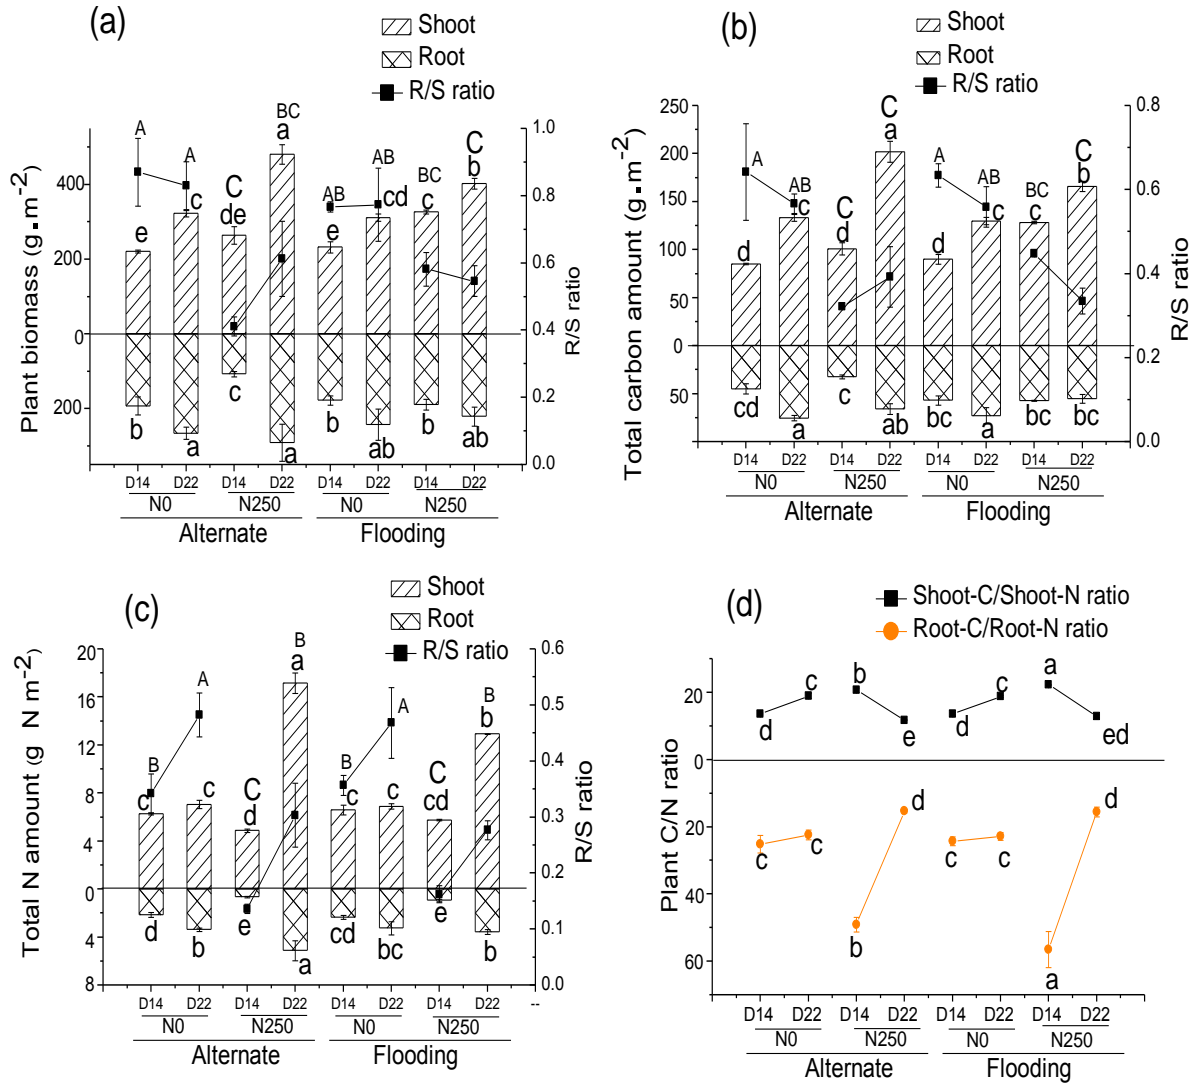 (a)
Shoot
Root
R/S ratio
Plant biomass (g.m-2)
400
200
0
200
1.0
0.8
0.6
0.4
0.2
0.0
R/S ratio
A
A
C
BC
AB
AB
BC
C
e
c
de
a
e
cd
c
b
b
a
c
a
b
ab
b
ab
D14 D22 D14 D22 D14 D22 D14 D22
N0 N250 N0 N250
Alternate Flooding
(b)
Shoot
Root
R/S ratio
Total carbon amount (g.m-2)
250
200
150
100
50
0
50
0.8
0.6
0.4
0.2
0.0
R/S ratio
A
AB
C
C
A
AB
BC
C
d
c
c
a
d
c
c
b
cd
a
c
ab
bc
a
bc
bc
D14 D22 D14 D22 D14 D22 D14 D22
N0 N250 N0 N250
Alternate Flooding
(c)
Shoot
Root
R/S ratio
Total N amount (g N m-2)
20
16
12
8
4
0
4
8
0.6
0.5
0.4
0.3
0.2
0.1
0.0
R/S ratio
B
A
C
B
B
A
C
B
c
c
d
a
c
c
cd
b
d
b
e
a
cd
bc
e
b
D14 D22 D14 D22 D14 D22 D14 D22 --
N0 N250 N0 N250
Alternate Flooding
(d)
Shoot-C/Shoot-N ratio
Root-C/Root-N ratio
Plant C/N ratio
20
0
20
40
60
d
c
b
e
d
c
a
ed
c
c
b
d
c
c
a
d
D14 D22 D14 D22 D14 D22 D14 D22
N0 N250 N0 N250
Alternate Flooding